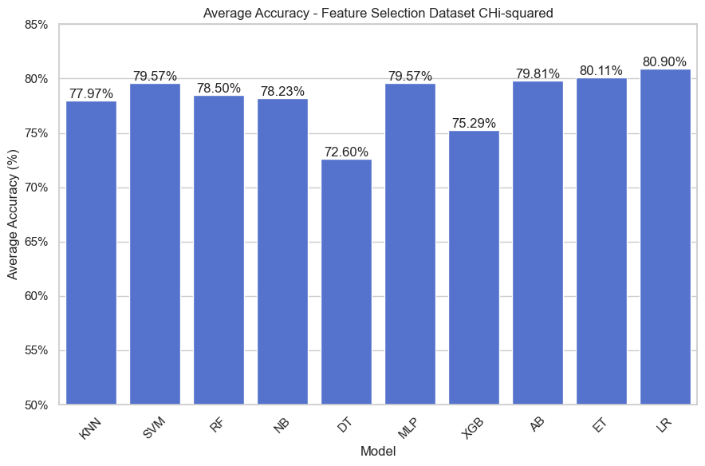 Average Accuracy - Feature Selection Dataset CHi-squared
85%
80%
75%
70%
65%
60%
55%
50%
Average Accuracy (%)
77.97%
79.57%
78.50%
78.23%
72.60%
79.57%
75.29%
79.81%
80.11%
80.90%
KNN
SVM
RF
NB
DT
MLP
XGB
AB
ET
LR
Model